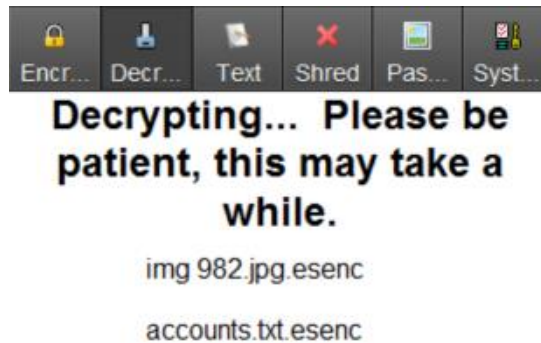 Encr... Decr... Text Shred Pas... Syst...
Decrypting... Please be
patient, this may take a
while.
img 982.jpg.esenc
accounts.txt.esenc